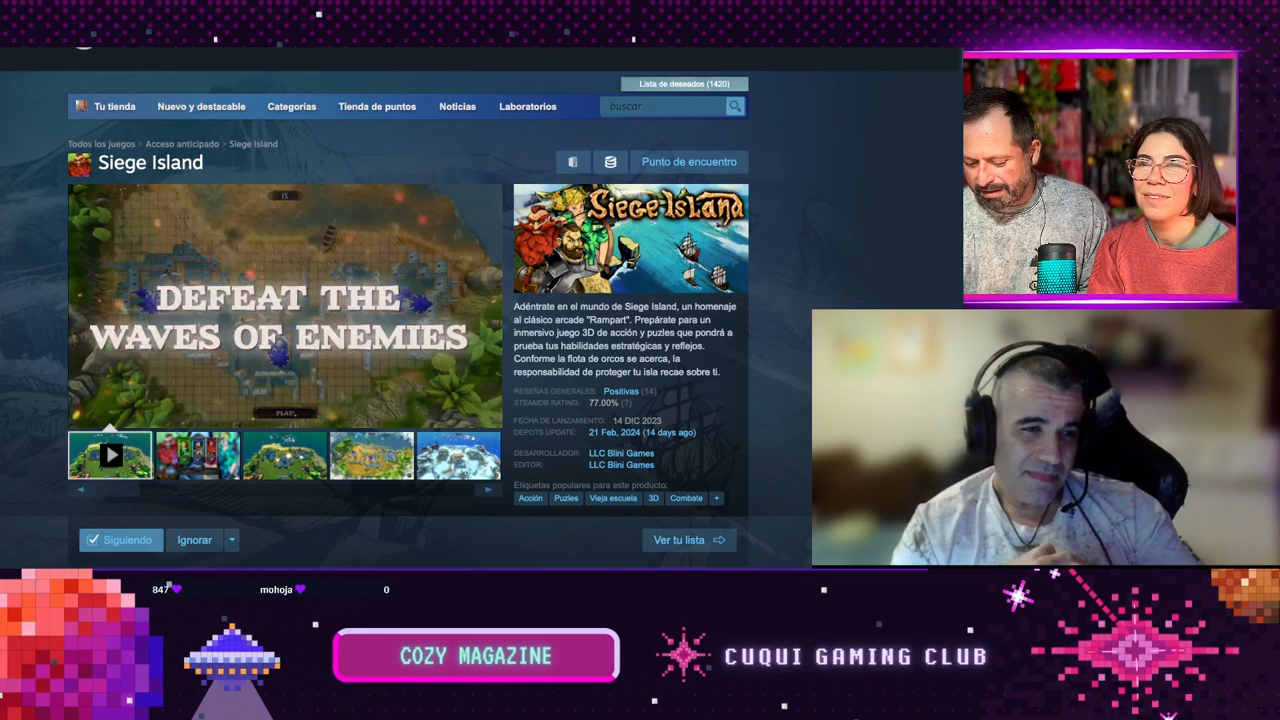 Lista de deseados (1420)
Tu tienda Nuevo y destacable Categorías Tienda de puntos Noticias Laboratorios buscar
Todos los juegos > Acceso anticipado > Siege Island
Siege Island
Punto de encuentro
15
DEFEAT THE
WAVES OF ENEMIES
PLAY!
Siege Island
Adéntrate en el mundo de Siege Island, un homenaje
al clásico arcade "Rampart". Prepárate para un
inmersivo juego 3D de acción y puzles que pondrá a
prueba tus habilidades estratégicas y reflejos.
Conforme la flota de orcos se acerca, la
responsabilidad de proteger tu isla recae sobre ti.
RESEÑAS GENERALES: Positivas (14)
STEAMDB RATING: 77.00% (?)
FECHA DE LANZAMIENTO: 14 DIC 2023
DEPOTS UPDATE: 21 Feb, 2024 (14 days ago)
DESARROLLADOR: LLC Blini Games
EDITOR: LLC Blini Games
Etiquetas populares para este producto:
Acción Puzles Vieja escuela 3D Combate +
Siguiendo Ignorar Ver tu lista
847 mohoja 0
COZY MAGAZINE
CUQUI GAMING CLUB